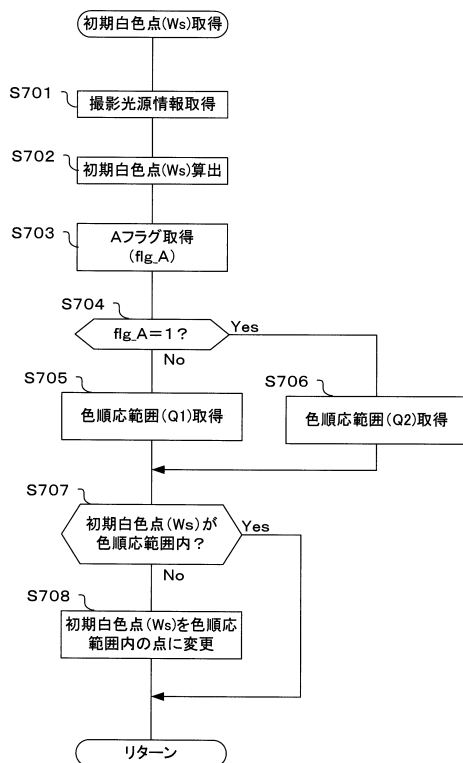 初期白色点(Ws)取得
S701
撮影光源情報取得
S702
初期白色点(Ws)算出
S703
Aフラグ取得
(flg_A)
S704
flg_A=1?
Yes
No
S705
色順応範囲(Q1)取得
S706
色順応範囲(Q2)取得
S707
初期白色点(Ws)が
色順応範囲内?
Yes
No
S708
初期白色点(Ws)を色順応
範囲内の点に変更
リターン